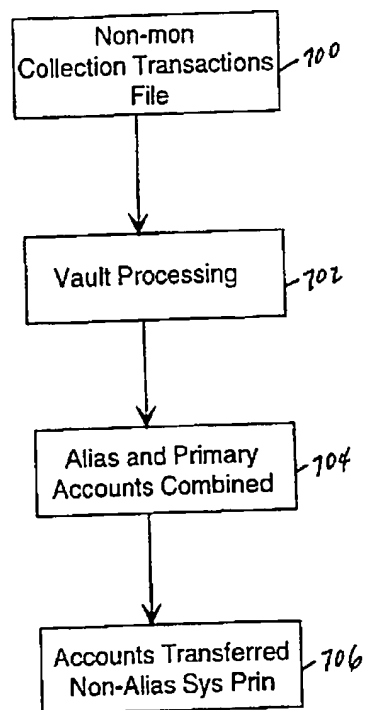 Non-mon
Collection Transactions
File
700
Vault Processing
702
Alias and Primary
Accounts Combined
704
Accounts Transferred
Non-Alias Sys Prin
706